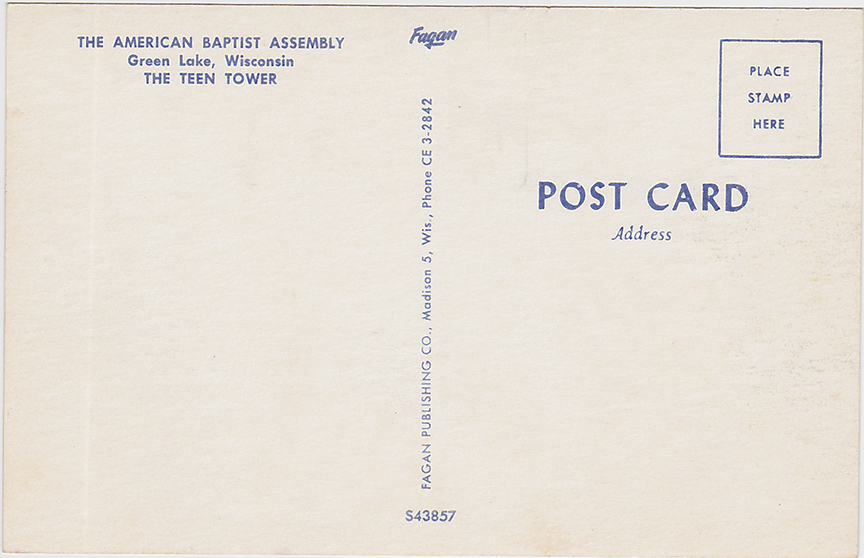 THE AMERICAN BAPTIST ASSEMBLY
Green Lake, Wisconsin
THE TEEN TOWER
Fagan
FAGAN PUBLISHING CO., Madison 5, Wis., Phone CE 3-2842
S43857
PLACE
STAMP
HERE
POST CARD
Address